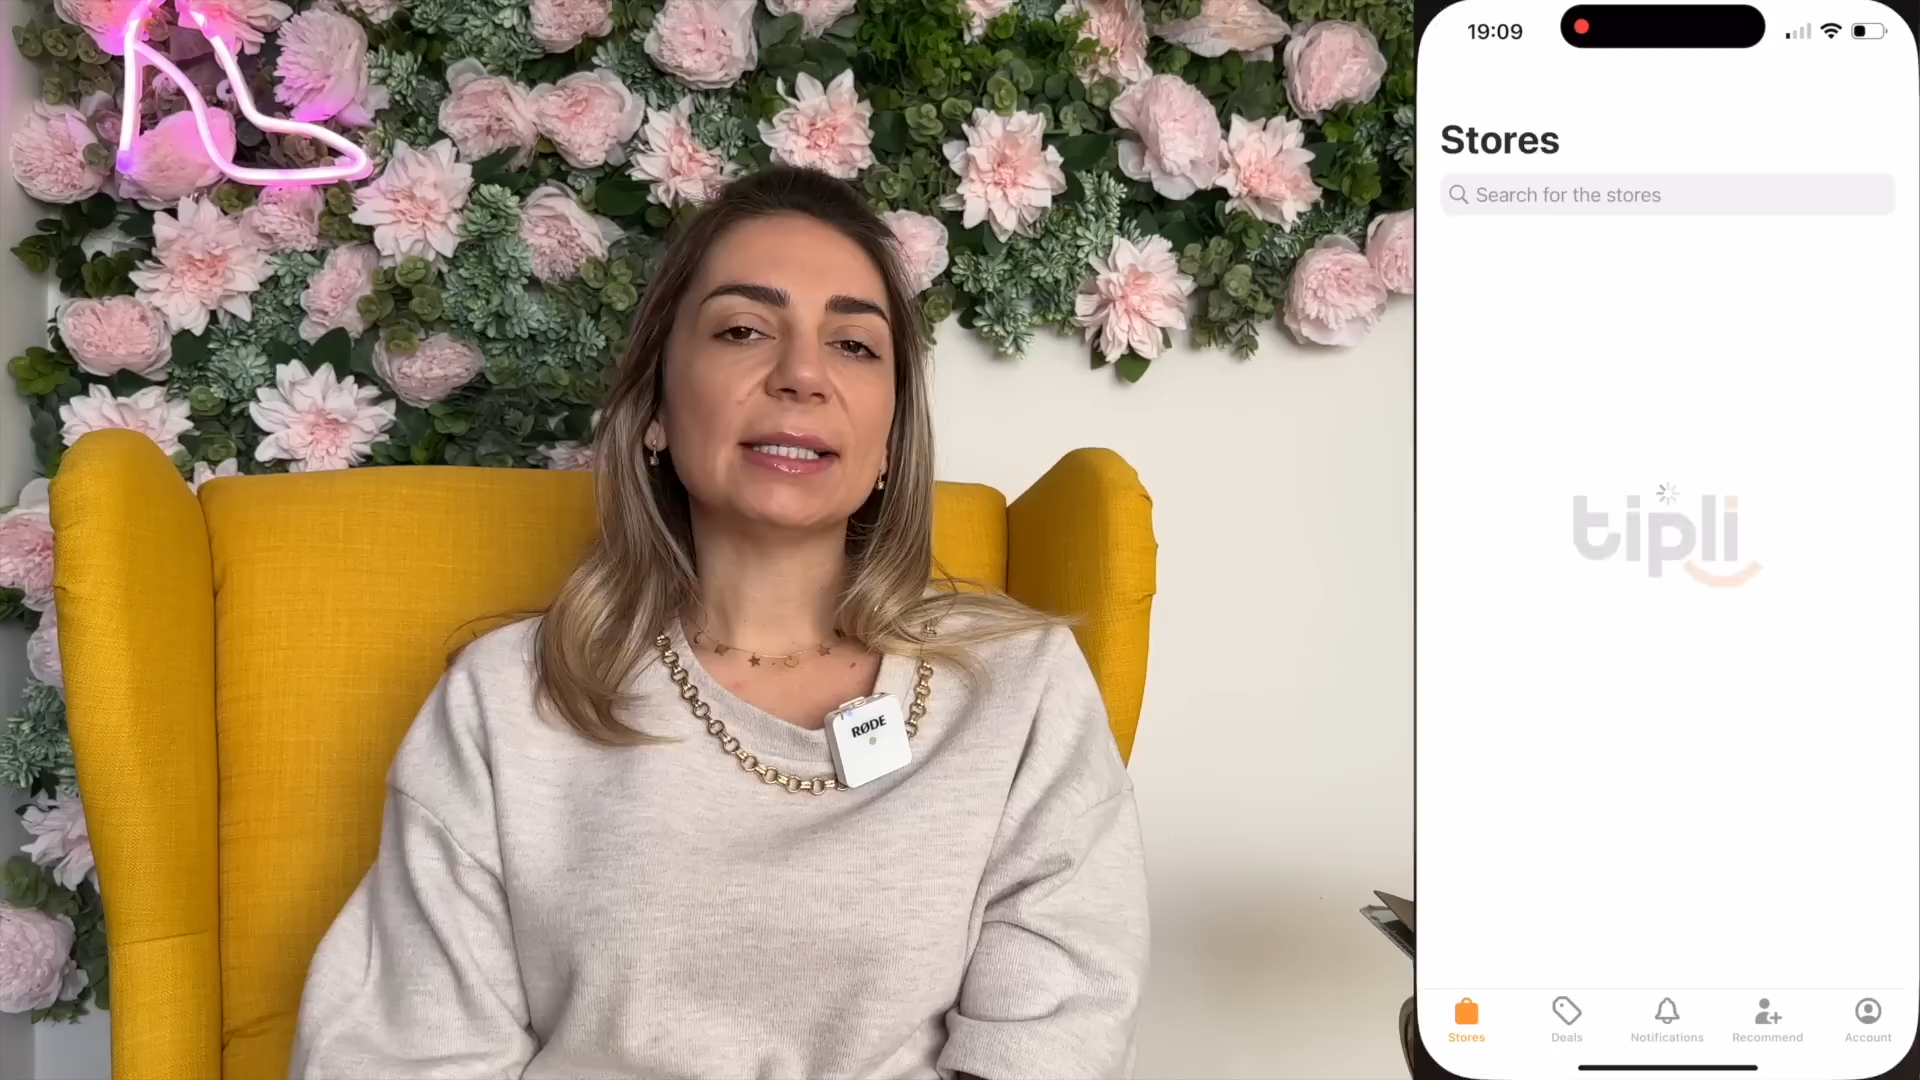 19:09
Stores
Search for the stores
tipli
RØDE
Stores
Deals
Notifications
Recommend
Account